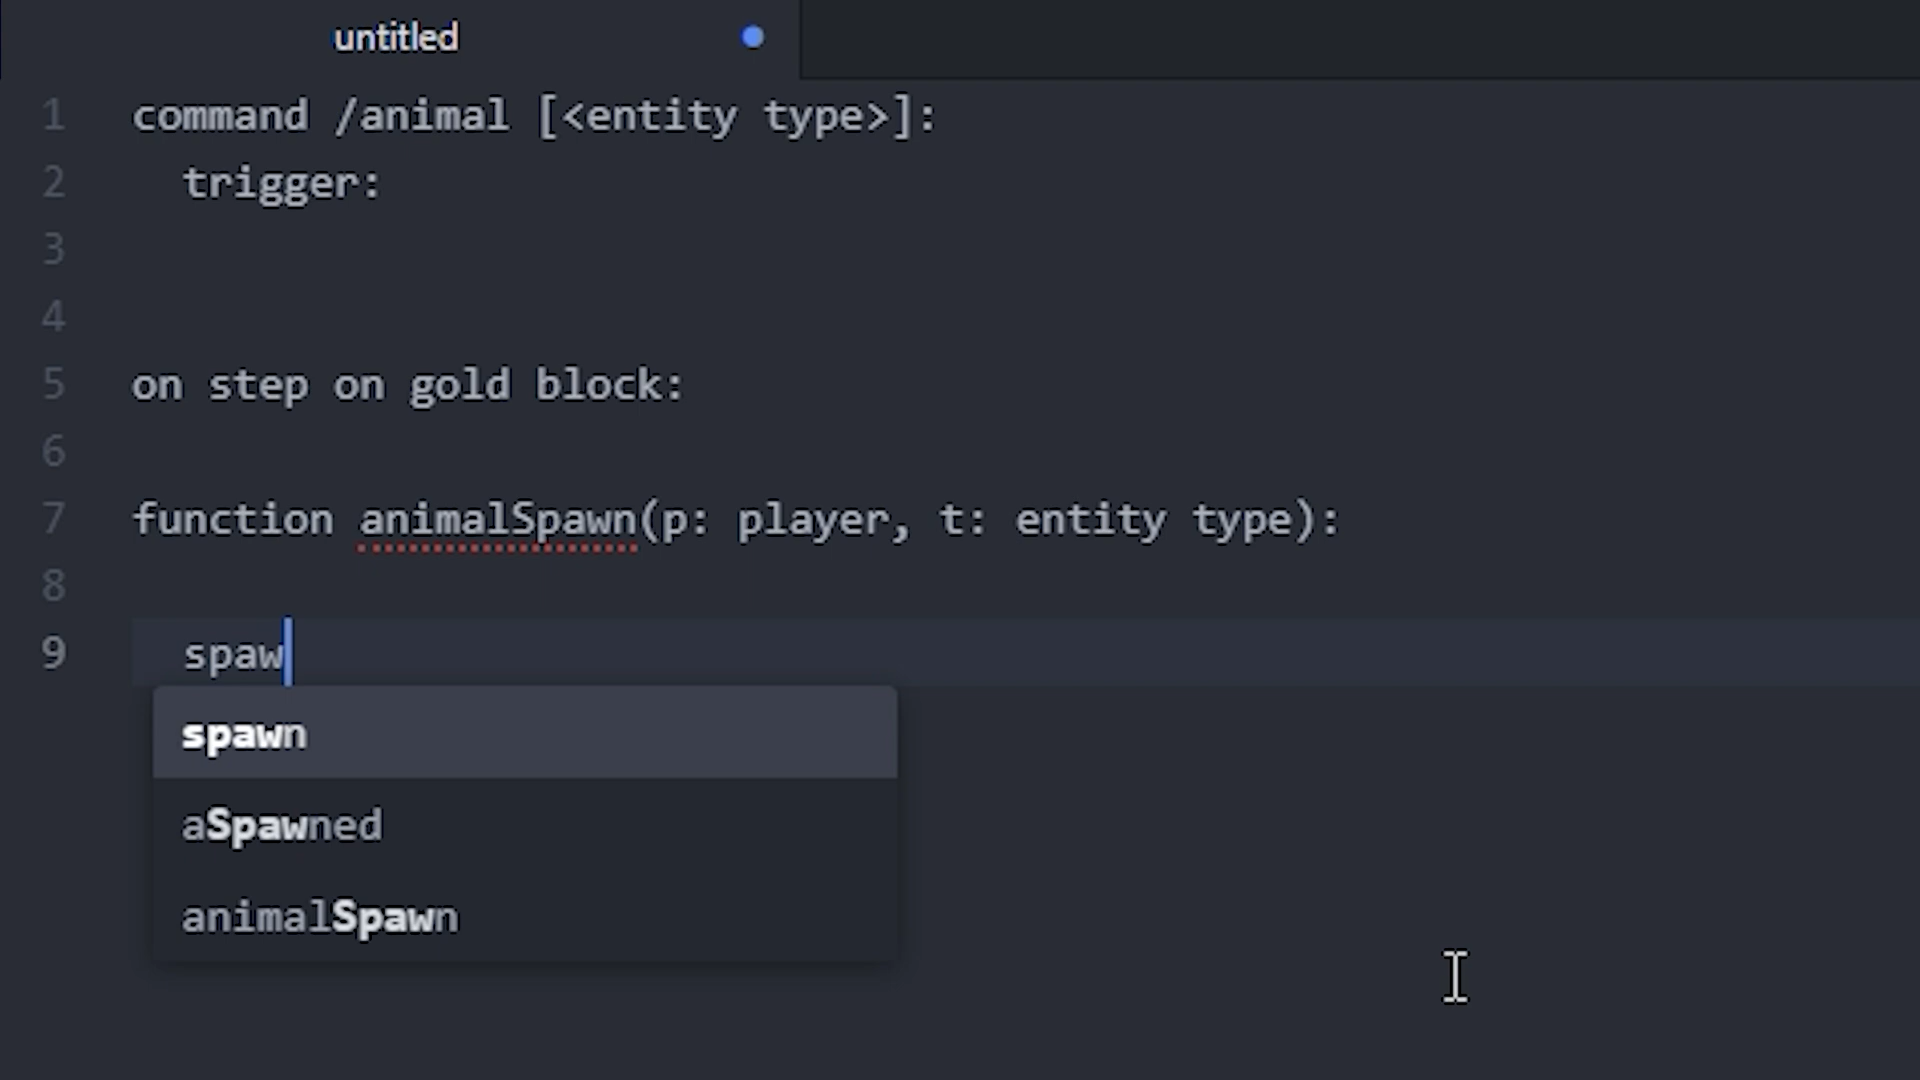 untitled
1 command /animal [<entity type>]:
2 trigger:
3
4
5 on step on gold block:
6
7 function animalSpawn(p: player, t: entity type):
8
9 spaw
spawn
aSpawned
animalSpawn